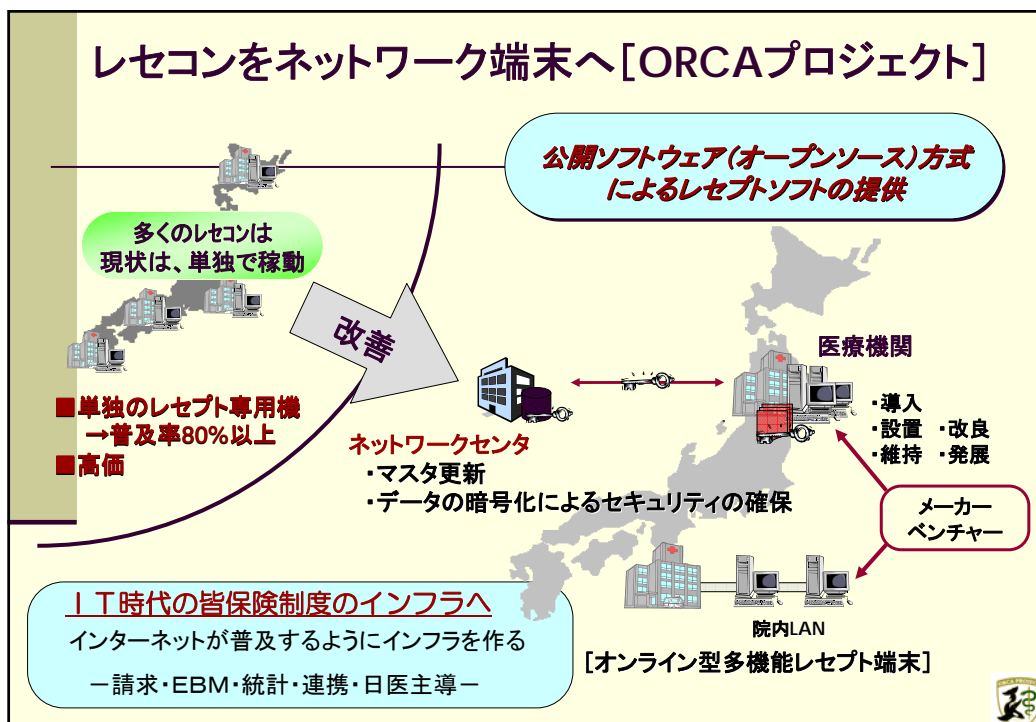 レセコンをネットワーク端末へ[ORCAプロジェクト]
公開ソフトウェア(オープンソース)方式
によるレセプトソフトの提供
多くのレセコンは
現状は、単独で稼動
改善
■単独のレセプト専用機
→普及率80%以上
■高価
ネットワークセンタ
・マスタ更新
・データの暗号化によるセキュリティの確保
医療機関
・導入
・設置 ・改良
・維持 ・発展
メーカー
ベンチャー
院内LAN
[オンライン型多機能レセプト端末]
IT時代の皆保険制度のインフラへ
インターネットが普及するようにインフラを作る
－請求・EBM・統計・連携・日医主導－
ORCA PROJECT